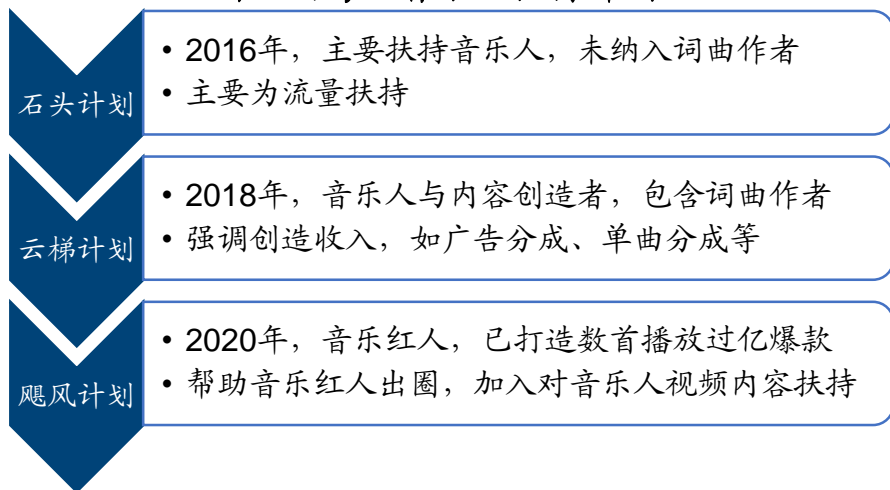 石头计划
• 2016年，主要扶持音乐人，未纳入词曲作者
• 主要为流量扶持
云梯计划
• 2018年，音乐人与内容创造者，包含词曲作者
• 强调创造收入，如广告分成、单曲分成等
飓风计划
• 2020年，音乐红人，已打造数首播放过亿爆款
• 帮助音乐红人出圈，加入对音乐人视频内容扶持